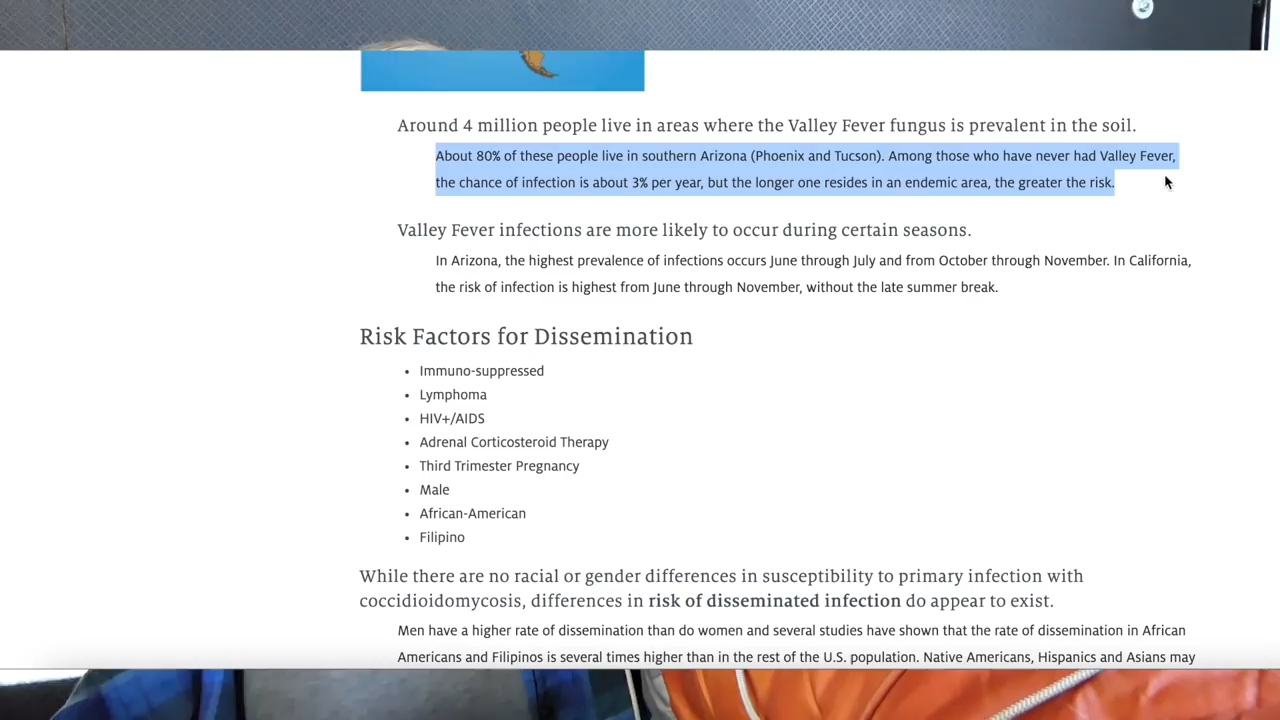 Around 4 million people live in areas where the Valley Fever fungus is prevalent in the soil.
About 80% of these people live in southern Arizona (Phoenix and Tucson). Among those who have never had Valley Fever,
the chance of infection is about 3% per year, but the longer one resides in an endemic area, the greater the risk.
Valley Fever infections are more likely to occur during certain seasons.
In Arizona, the highest prevalence of infections occurs June through July and from October through November. In California,
the risk of infection is highest from June through November, without the late summer break.
Risk Factors for Dissemination
• Immuno-suppressed
• Lymphoma
• HIV+/AIDS
• Adrenal Corticosteroid Therapy
• Third Trimester Pregnancy
• Male
• African-American
• Filipino
While there are no racial or gender differences in susceptibility to primary infection with
coccidioidomycosis, differences in risk of disseminated infection do appear to exist.
Men have a higher rate of dissemination than do women and several studies have shown that the rate of dissemination in African
Americans and Filipinos is several times higher than in the rest of the U.S. population. Native Americans, Hispanics and Asians may